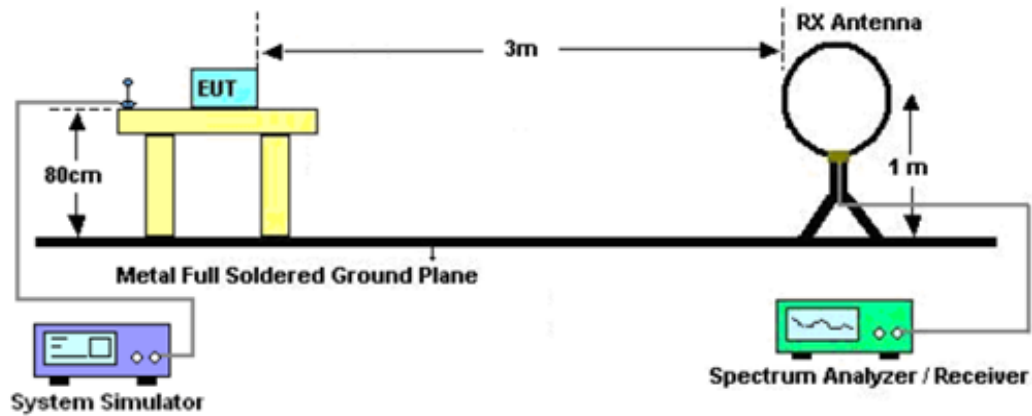 RX Antenna
3m
EUT
80cm
1 m
Metal Full Soldered Ground Plane
System Simulator
Spectrum Analyzer / Receiver